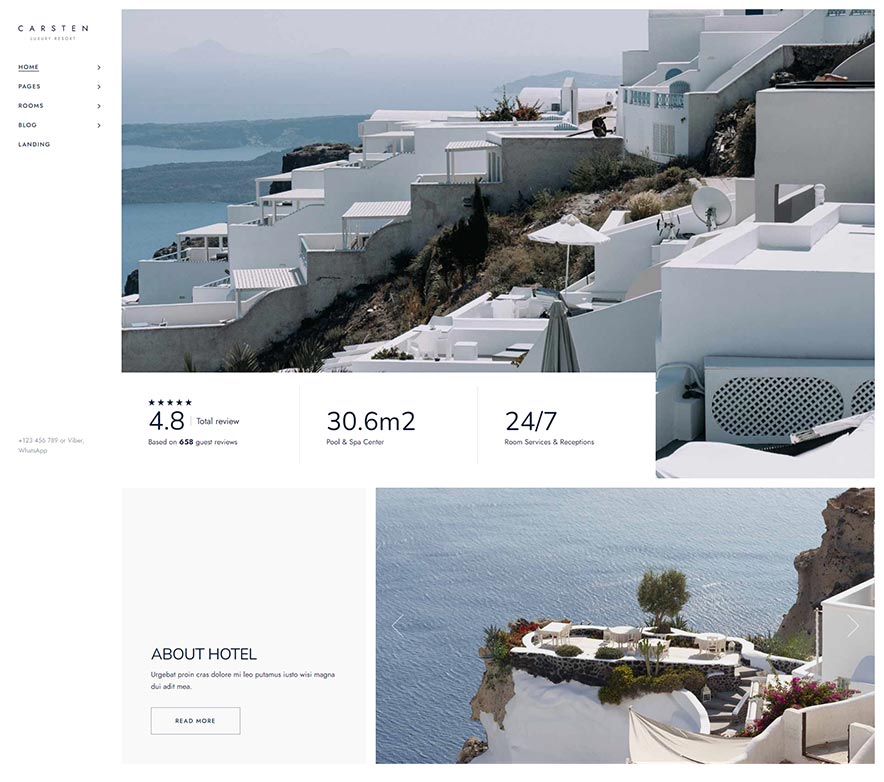 CARSTEN
LUXURY RESORT
HOME
PAGES
ROOMS
BLOG
LANDING
+123 456 789 or Viber,
WhatsApp
4.8 Total review
Based on 658 guest reviews
30.6m2
Pool & Spa Center
24/7
Room Services & Receptions
ABOUT HOTEL
Urgebat proin cras dolore mi leo putamus iusto wisi magna
dui adit mea.
READ MORE